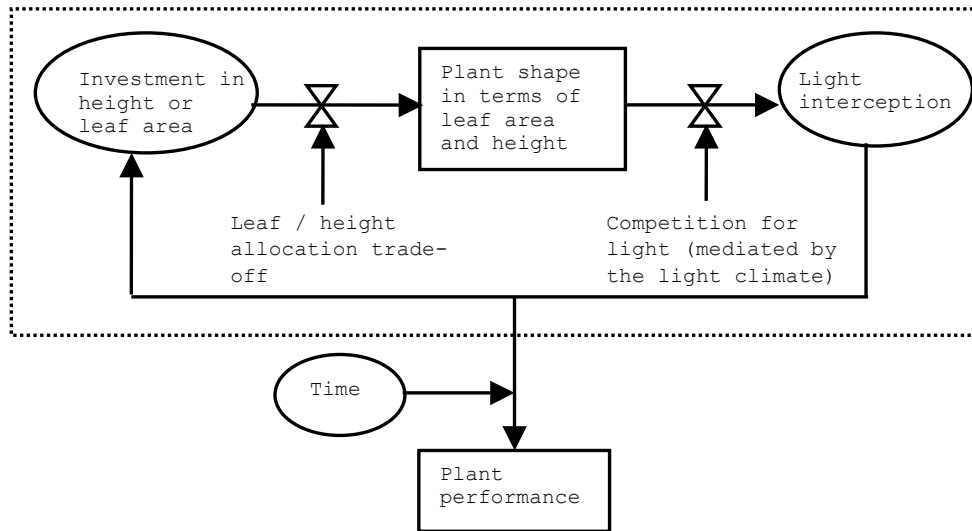 Investment in
height or
leaf area
Plant shape
in terms of
leaf area
and height
Light
interception
Leaf / height
allocation trade-
off
Competition for
light (mediated by
the light climate)
Time
Plant
performance